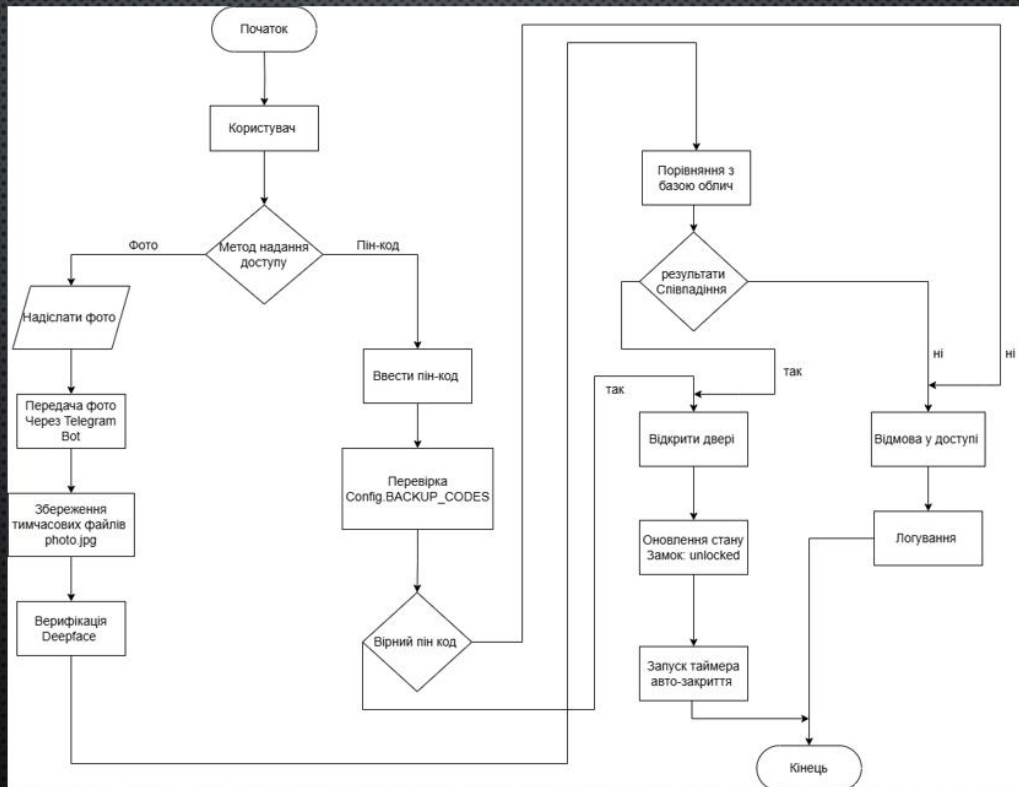 Початок
Користувач
Метод надання
доступу
Фото
Пін-код
Надіслати фото
Передача фото
Через Telegram
Bot
Збереження
тимчасових файлів
photo.jpg
Верифікація
Deepface
Ввести пін-код
Перевірка
Config.BACKUP_CODES
Вірний пін код
Порівняння з
базою облич
результати
Співпадіння
так
так
ні
ні
Відкрити двері
Відмова у доступі
Оновлення стану
Замок: unlocked
Логування
Запуск таймера
авто-закриття
Кінець